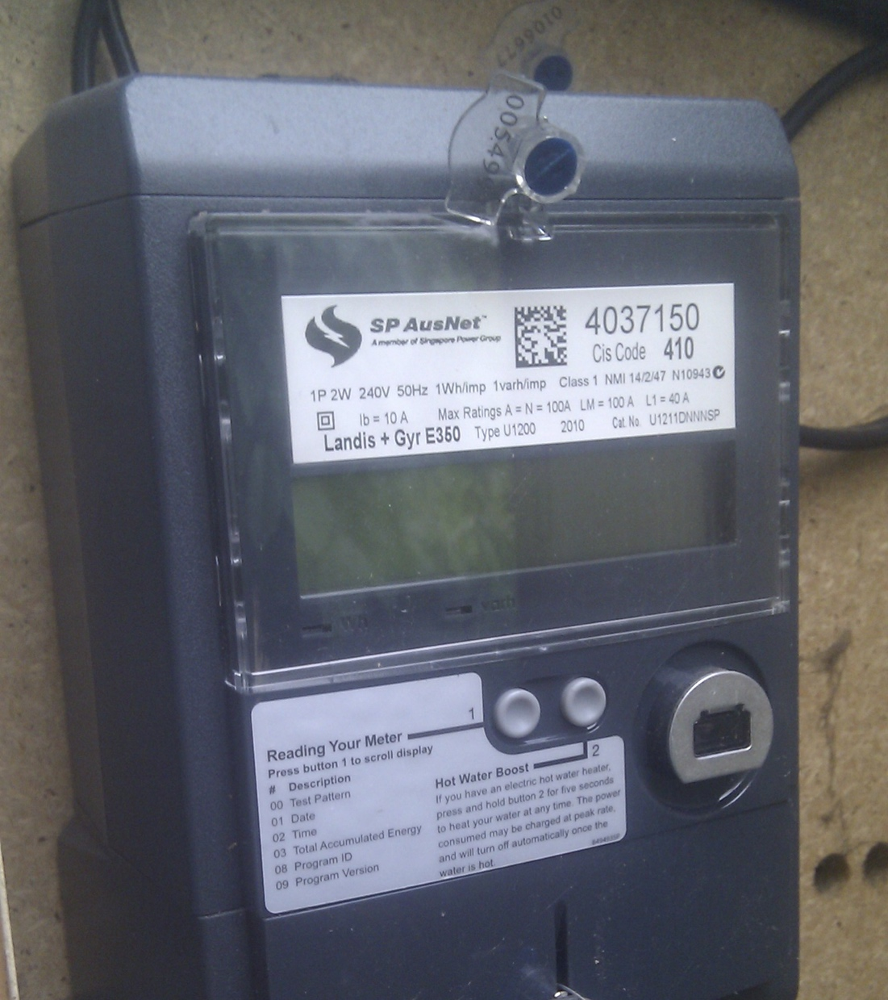 0106677
00549
SP AusNet™
A member of Singapore Power Group
4037150
Cis Code 410
1P 2W 240V 50Hz 1Wh/imp 1varh/imp Class 1 NMI 14/2/47 N10943
Ib = 10 A Max Ratings A = N = 100A LM = 100 A L1 = 40 A
Landis + Gyr E350 Type U1200 2010 Cat. No. U1211DNNNSP
Wh varh
1
Reading Your Meter
Press button 1 to scroll display
# Description
00 Test Pattern
01 Date
02 Time
03 Total Accumulated Energy
08 Program ID
09 Program Version
2
Hot Water Boost
If you have an electric hot water heater,
press and hold button 2 for five seconds
to heat your water at any time. The power
consumed may be charged at peak rate,
and will turn off automatically once the
water is hot.